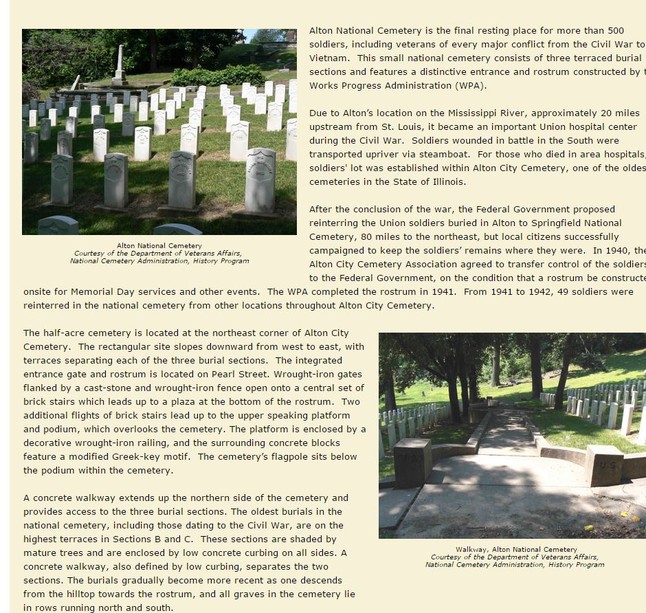 Alton National Cemetery is the final resting place for more than 500
soldiers, including veterans of every major conflict from the Civil War to
Vietnam.  This small national cemetery consists of three terraced burial
sections and features a distinctive entrance and rostrum constructed by
Works Progress Administration (WPA).
Due to Alton's location on the Mississippi River, approximately 20 miles
upstream from St. Louis, it became an important Union hospital center
during the Civil War.  Soldiers wounded in battle in the South were
transported upriver via steamboat.  For those who died in area hospitals,
soldiers' lot was established within Alton City Cemetery, one of the
cemeteries in the State of Illinois.
After the conclusion of the war, the Federal Government proposed
reinterring the Union soldiers buried in Alton to Springfield National
Cemetery, 80 miles to the northeast, but local citizens successfully
campaigned to keep the soldiers' remains where they were.  In 1940, the
Alton City Cemetery Association agreed to transfer control of the
to the Federal Government, on the condition that a rostrum be
onsite for Memorial Day services and other events.  The WPA completed the rostrum in 1941.  From 1941 to 1942, 49 soldiers were
reinterred in the national cemetery from other locations throughout Alton City Cemetery.
Alton National Cemetery
Courtesy of the Department of Veterans Affairs,
National Cemetery Administration, History Program
The half-acre cemetery is located at the northeast corner of Alton City
Cemetery.  The rectangular site slopes downward from west to east, with
terraces separating each of the three burial sections.  The integrated
entrance gate and rostrum is located on Pearl Street. Wrought-iron gates
flanked by a cast-stone and wrought-iron fence open onto a central set of
brick stairs which leads up to a plaza at the bottom of the rostrum.  Two
additional flights of brick stairs lead up to the upper speaking platform
and podium, which overlooks the cemetery. The platform is enclosed by a
decorative wrought-iron railing, and the surrounding concrete blocks
feature a modified Greek-key motif.  The cemetery's flagpole sits below
the podium within the cemetery.
A concrete walkway extends up the northern side of the cemetery and
provides access to the three burial sections. The oldest burials in the
national cemetery, including those dating to the Civil War, are on the
highest terraces in Sections B and C.  These sections are shaded by
mature trees and are enclosed by low concrete curbing on all sides. A
concrete walkway, also defined by low curbing, separates the two
sections. The burials gradually become more recent as one descends
from the hilltop towards the rostrum, and all graves in the cemetery lie
in rows running north and south.
Walkway, Alton National Cemetery
Courtesy of the Department of Veterans Affairs,
National Cemetery Administration, History Program